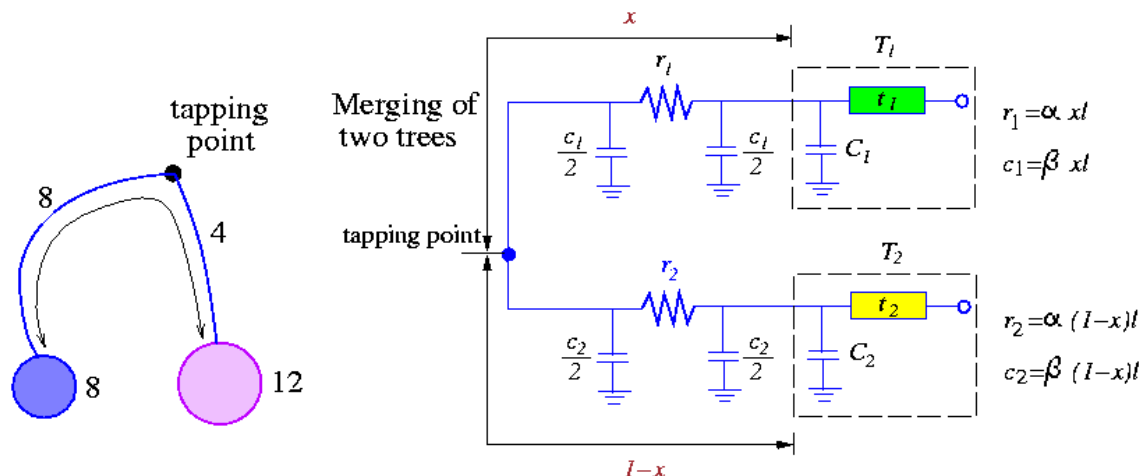 tapping
point
8
4
8
12
x
Merging of
two trees
r₁
c₁/2
c₁/2
C₁
T₁
t₁
r₁=α xl
c₁=β xl
tapping point
r₂
c₂/2
c₂/2
C₂
T₂
t₂
r₂=α (l−x)l
c₂=β (l−x)l
l−x